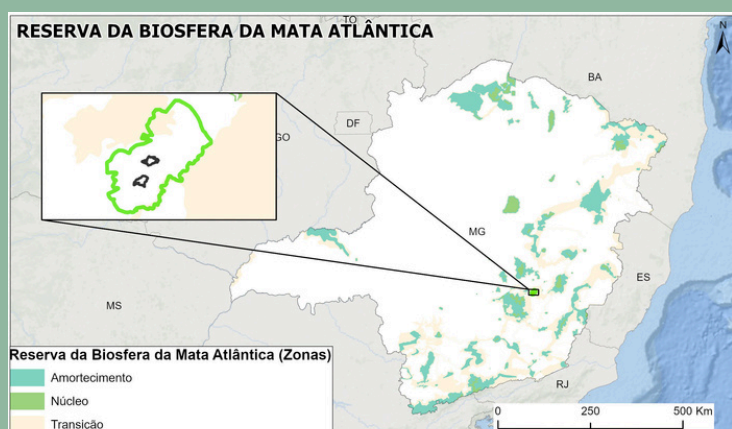 RESERVA DA BIOSFERA DA MATA ATLÂNTICA
TO
N
BA
DF
GO
MG
ES
MS
RJ
Reserva da Biosfera da Mata Atlântica (Zonas)
Amortecimento
Núcleo
Transição
0 250 500 Km